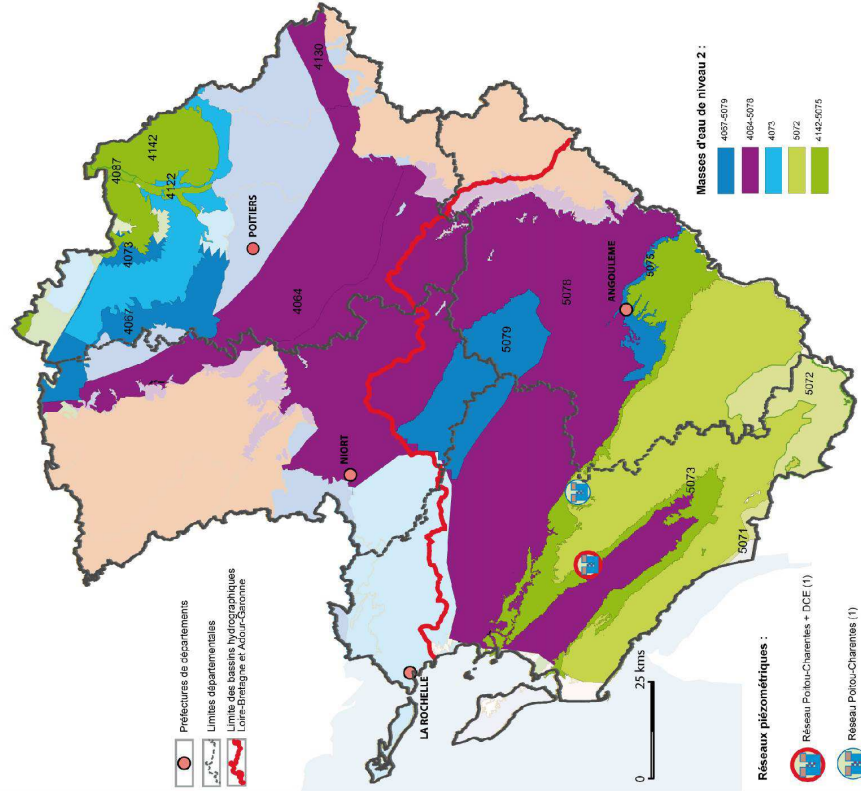 Préfectures de départements
Limites départementales
Limite des bassins hydrographiques
Loire-Bretagne et Adour-Garonne
4130
4087
4142
4122
4073
4067
POITIERS
4064
NIORT
LA ROCHELLE
5079
5078
ANGOULEME
5075
5072
5073
5071
0
25 kms
Réseaux piézométriques :
Réseau Poitou-Charentes + DCE (1)
Réseau Poitou-Charentes (1)
Masses d'eau de niveau 2 :
4067-5079
4064-5078
4073
5072
4142-5075